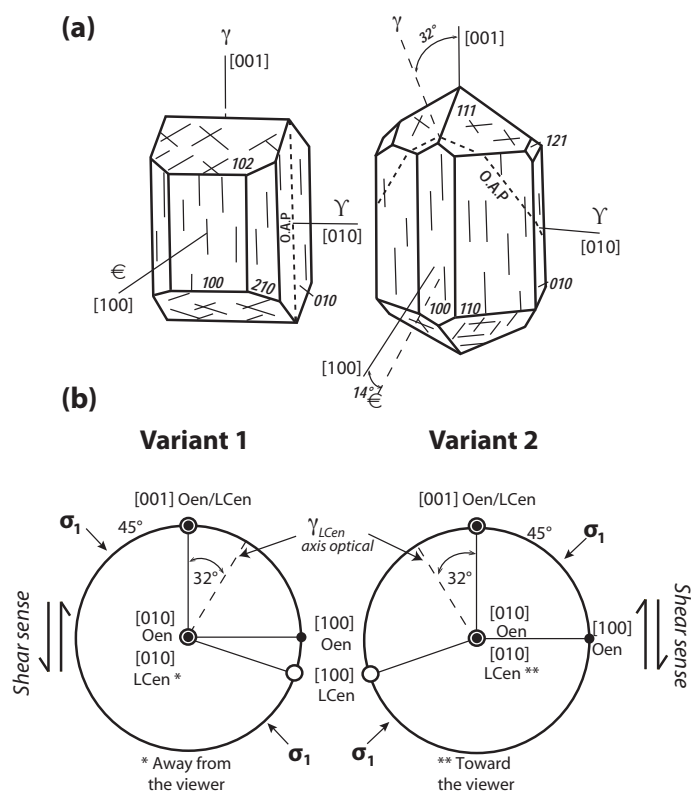 (a)
γ
[001]
102
O.A.P
ϒ
[010]
€
[100]
100
210
010
γ
32°
[001]
111
121
O.A.P
ϒ
[010]
010
100
110
[100]
14°
€
(b)
Variant 1
Variant 2
[001] Oen/LCen
[001] Oen/LCen
σ1
45°
γLCen
axis optical
45°
σ1
32°
32°
Shear sense
[010]
Oen
[010]
LCen *
[100]
Oen
[100]
LCen
[010]
Oen
[010]
LCen **
[100]
Oen
Shear sense
σ1
σ1
* Away from
the viewer
** Toward
the viewer